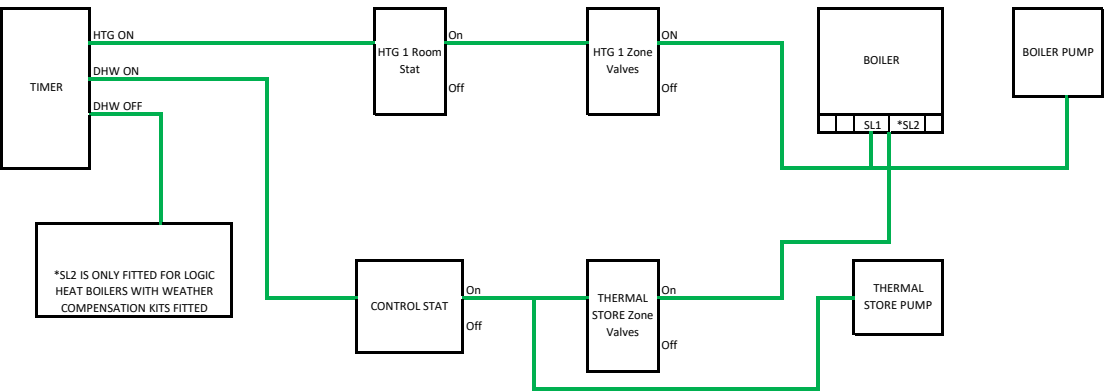 HTG ON
DHW ON
TIMER
DHW OFF
*SL2 IS ONLY FITTED FOR LOGIC
HEAT BOILERS WITH WEATHER
COMPENSATION KITS FITTED
HTG 1 Room
Stat
On
Off
HTG 1 Zone
Valves
ON
Off
BOILER
SL1
*SL2
BOILER PUMP
CONTROL STAT
On
Off
THERMAL
STORE Zone
Valves
On
Off
THERMAL
STORE PUMP